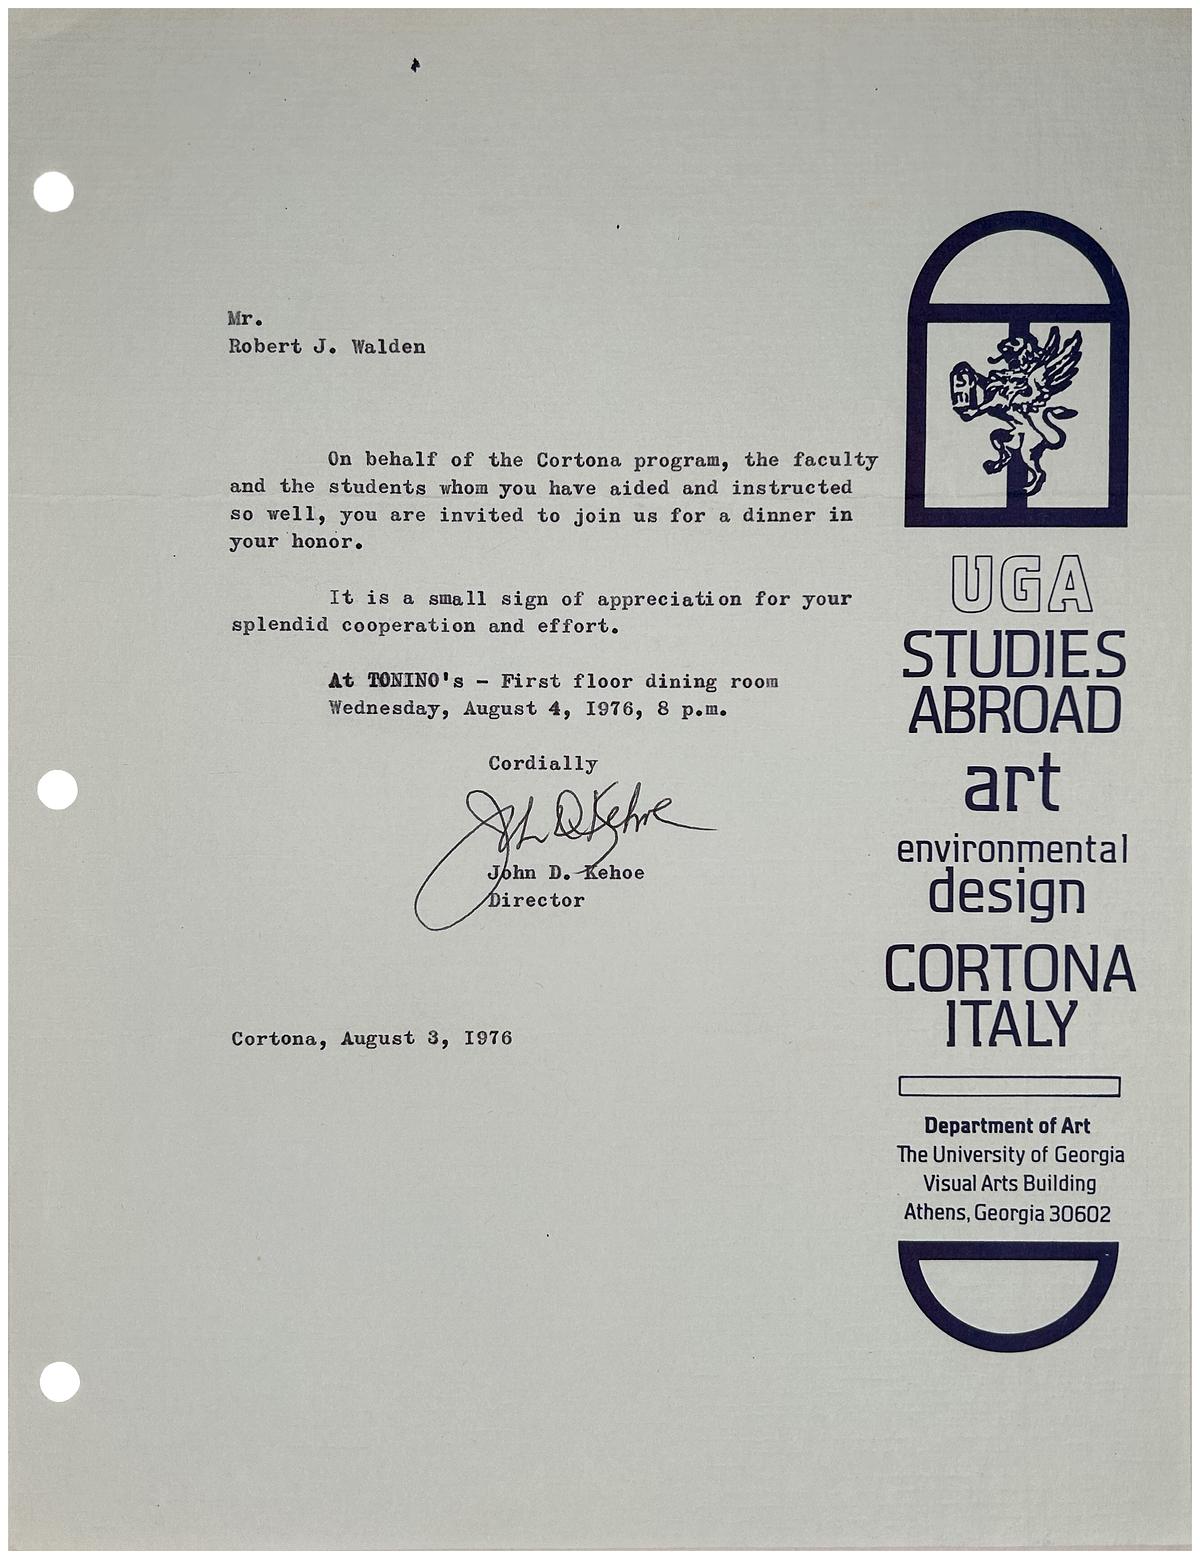 Mr.
Robert J. Walden
On behalf of the Cortona program, the faculty
and the students whom you have aided and instructed
so well, you are invited to join us for a dinner in
your honor.
It is a small sign of appreciation for your
splendid cooperation and effort.
At TONINO's - First floor dining room
Wednesday, August 4, 1976, 8 p.m.
Cordially
John D Kehoe
John D. Kehoe
Director
Cortona, August 3, 1976
UGA
STUDIES
ABROAD
art
environmental
design
CORTONA
ITALY
Department of Art
The University of Georgia
Visual Arts Building
Athens, Georgia 30602